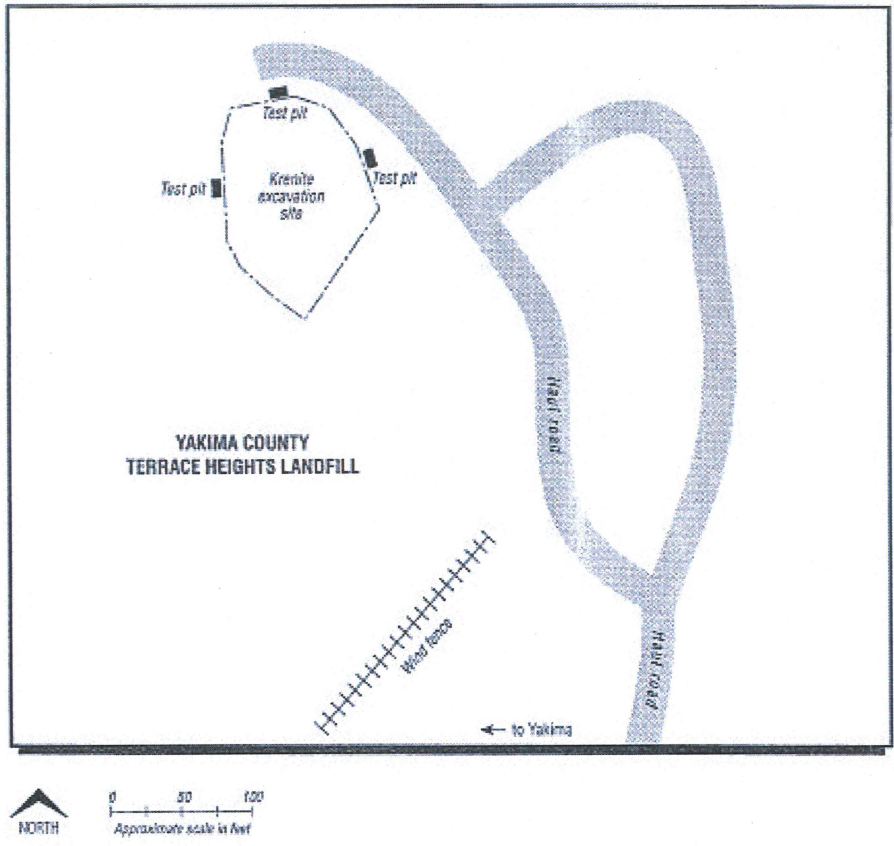 Test pit
Test pit
Test pit
Krenite
excavation
site
Haul road
YAKIMA COUNTY
TERRACE HEIGHTS LANDFILL
Wind fence
Haul road
to Yakima
NORTH
0 50 100
Approximate scale in feet